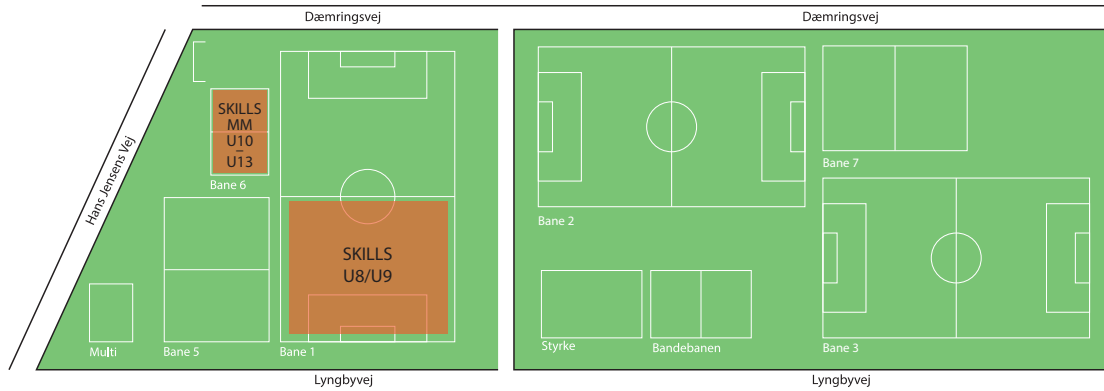 Dæmringsvej
Dæmringsvej
Hans Jensens Vej
SKILLS
MM
U10
–
U13
Bane 6
SKILLS
U8/U9
Multi
Bane 5
Bane 1
Lyngbyvej
Bane 2
Bane 7
Styrke
Bandebanen
Bane 3
Lyngbyvej